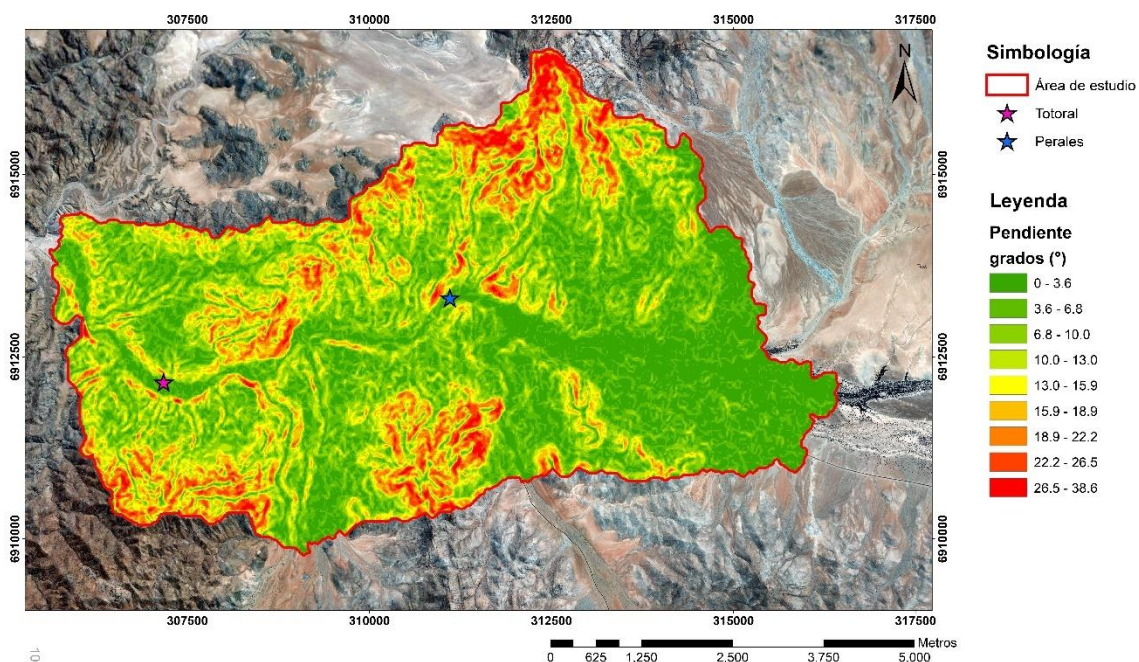 307500 310000 312500 315000 317500
N
6915000 6915000
6912500 6912500
6910000 6910000
307500 310000 312500 315000 317500
Simbología
Área de estudio
Totoral
Perales
Leyenda
Pendiente
grados (°)
0 - 3.6
3.6 - 6.8
6.8 - 10.0
10.0 - 13.0
13.0 - 15.9
15.9 - 18.9
18.9 - 22.2
22.2 - 26.5
26.5 - 38.6
Metros
0 625 1.250 2.500 3.750 5.000
10